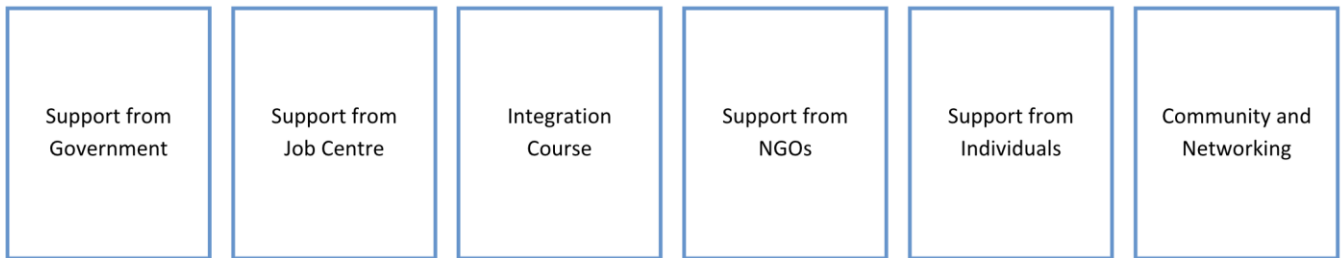 Support from
Government
Support from
Job Centre
Integration
Course
Support from
NGOs
Support from
Individuals
Community and
Networking